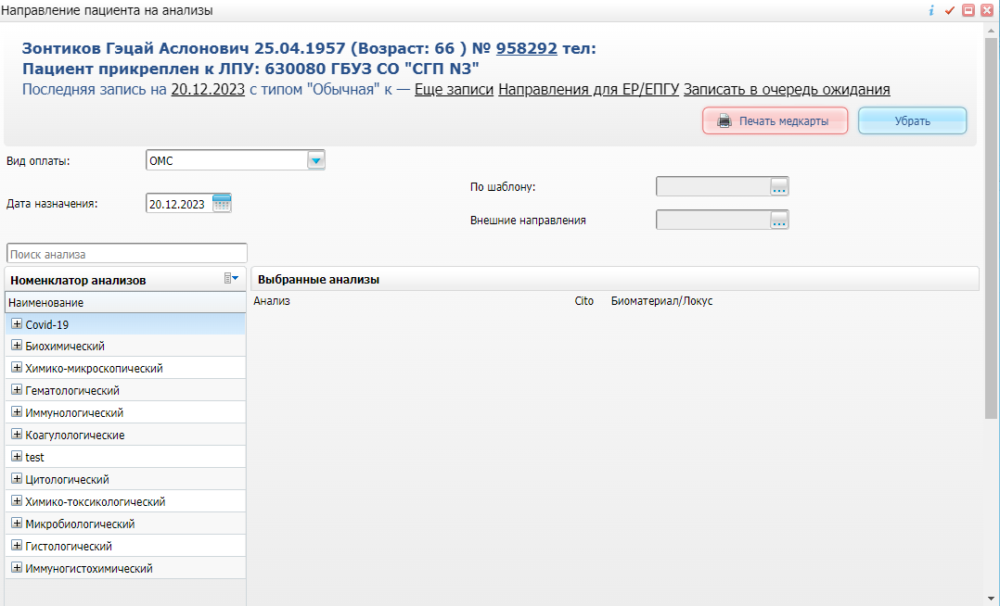 Направление пациента на анализы
Зонтиков Гэцай Аслонович 25.04.1957 (Возраст: 66 ) № 958292 тел:
Пациент прикреплен к ЛПУ: 630080 ГБУЗ СО "СГП N3"
Последняя запись на 20.12.2023 с типом "Обычная" к — Еще записи Направления для ЕР/ЕПГУ Записать в очередь ожидания
Печать медкарты Убрать
Вид оплаты: ОМС
По шаблону: ...
Дата назначения: 20.12.2023
Внешние направления ...
Поиск анализа
Номенклатор анализов
Выбранные анализы
Наименование
Анализ Cito Биоматериал/Локус
Covid-19
Биохимический
Химико-микроскопический
Гематологический
Иммунологический
Коагулологические
test
Цитологический
Химико-токсикологический
Микробиологический
Гистологический
Иммуногистохимический